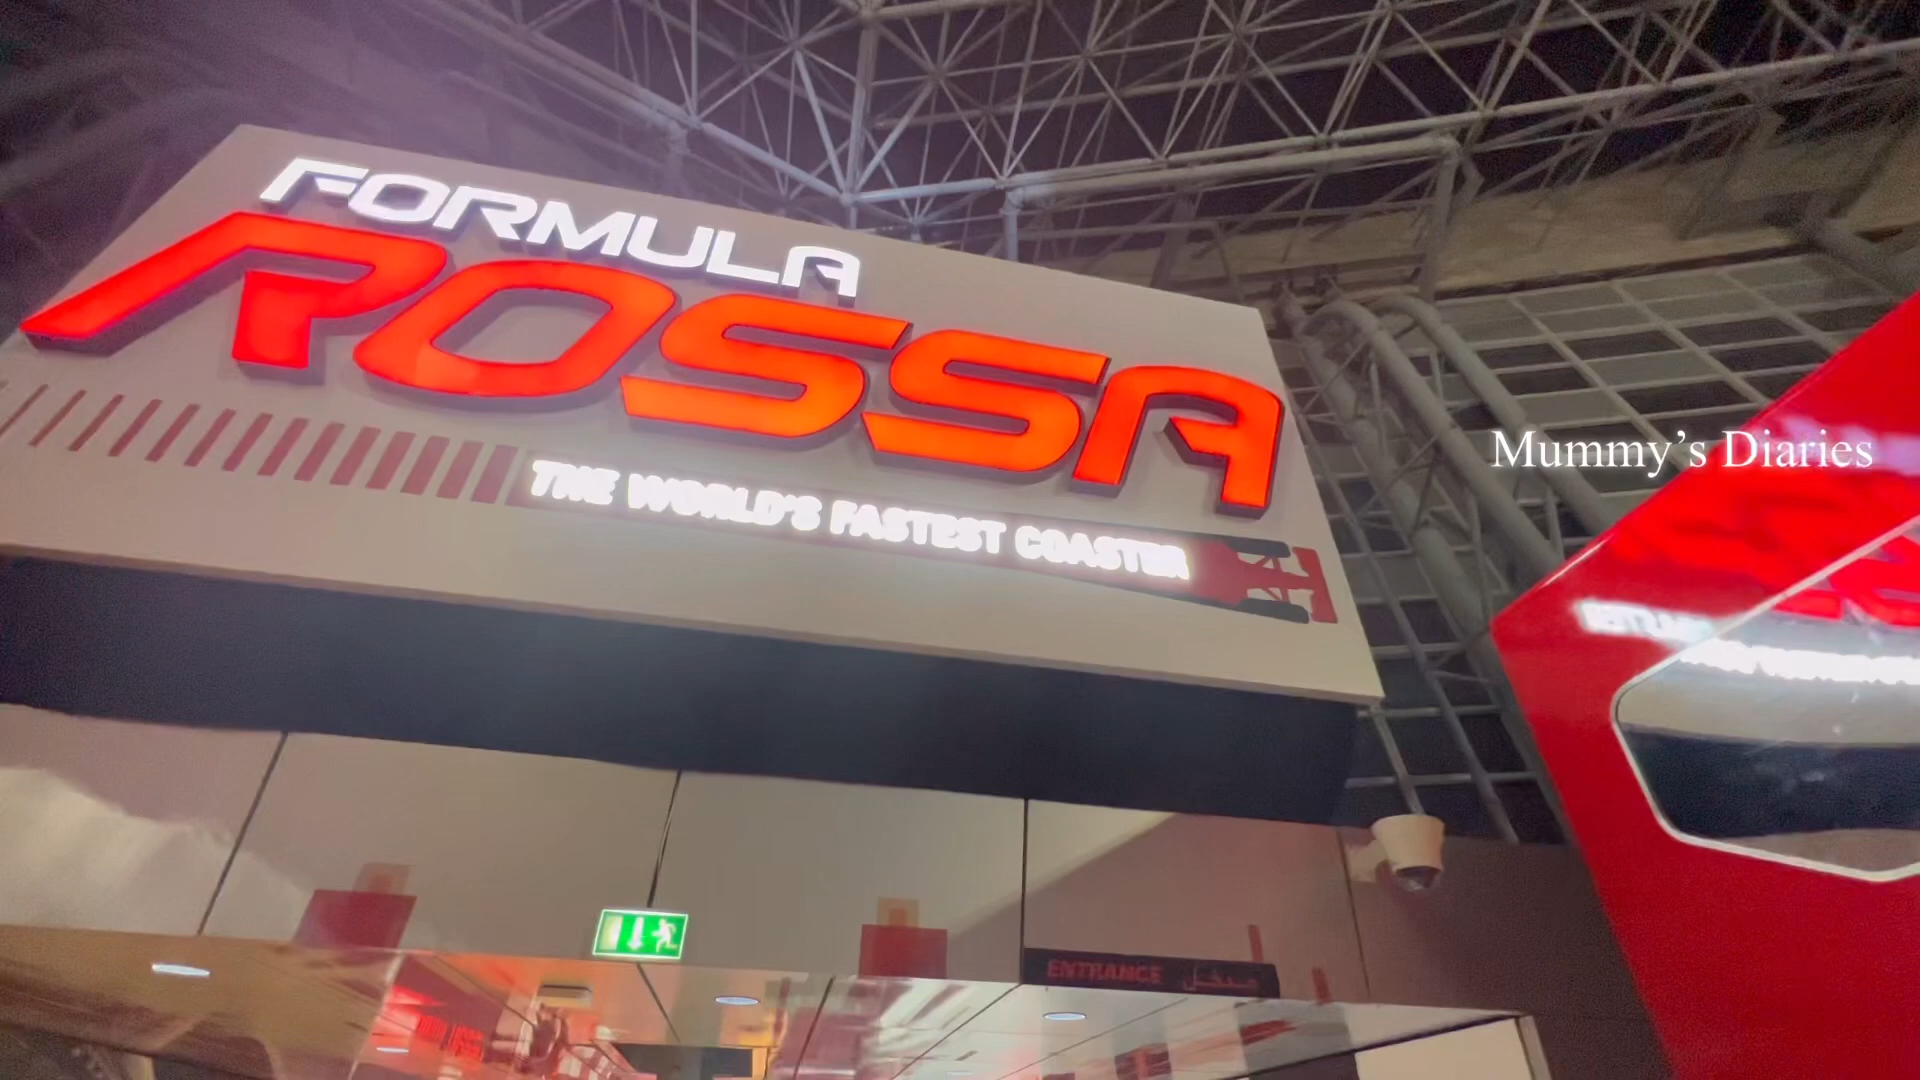 FORMULA
ROSSA
THE WORLD'S FASTEST COASTER
Mummy's Diaries
ENTRANCE مدخل